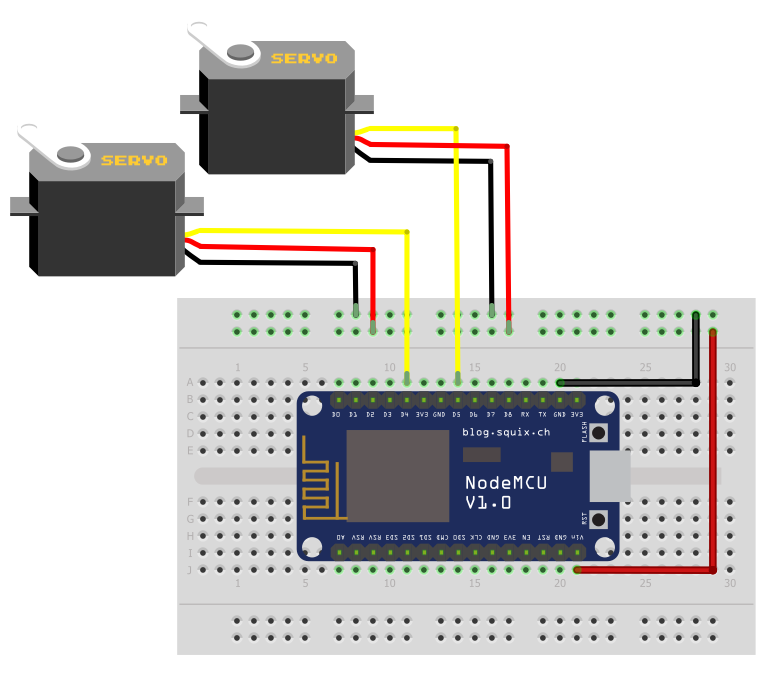 SERVO
SERVO
1 5 10 15 20 25 30
A
B
C
D
E
D0 D1 D2 D3 D4 3V3 GND D5 D6 D7 D8 RX TX GND 3V3
blog.squix.ch
FLASH
NodeMCU
V1.0
RST
A0 RSV RSV SD3 SD2 SD1 CMD SD0 CLK GND 3V3 EN RST GND Vin
F
G
H
I
J
1 5 10 15 20 25 30